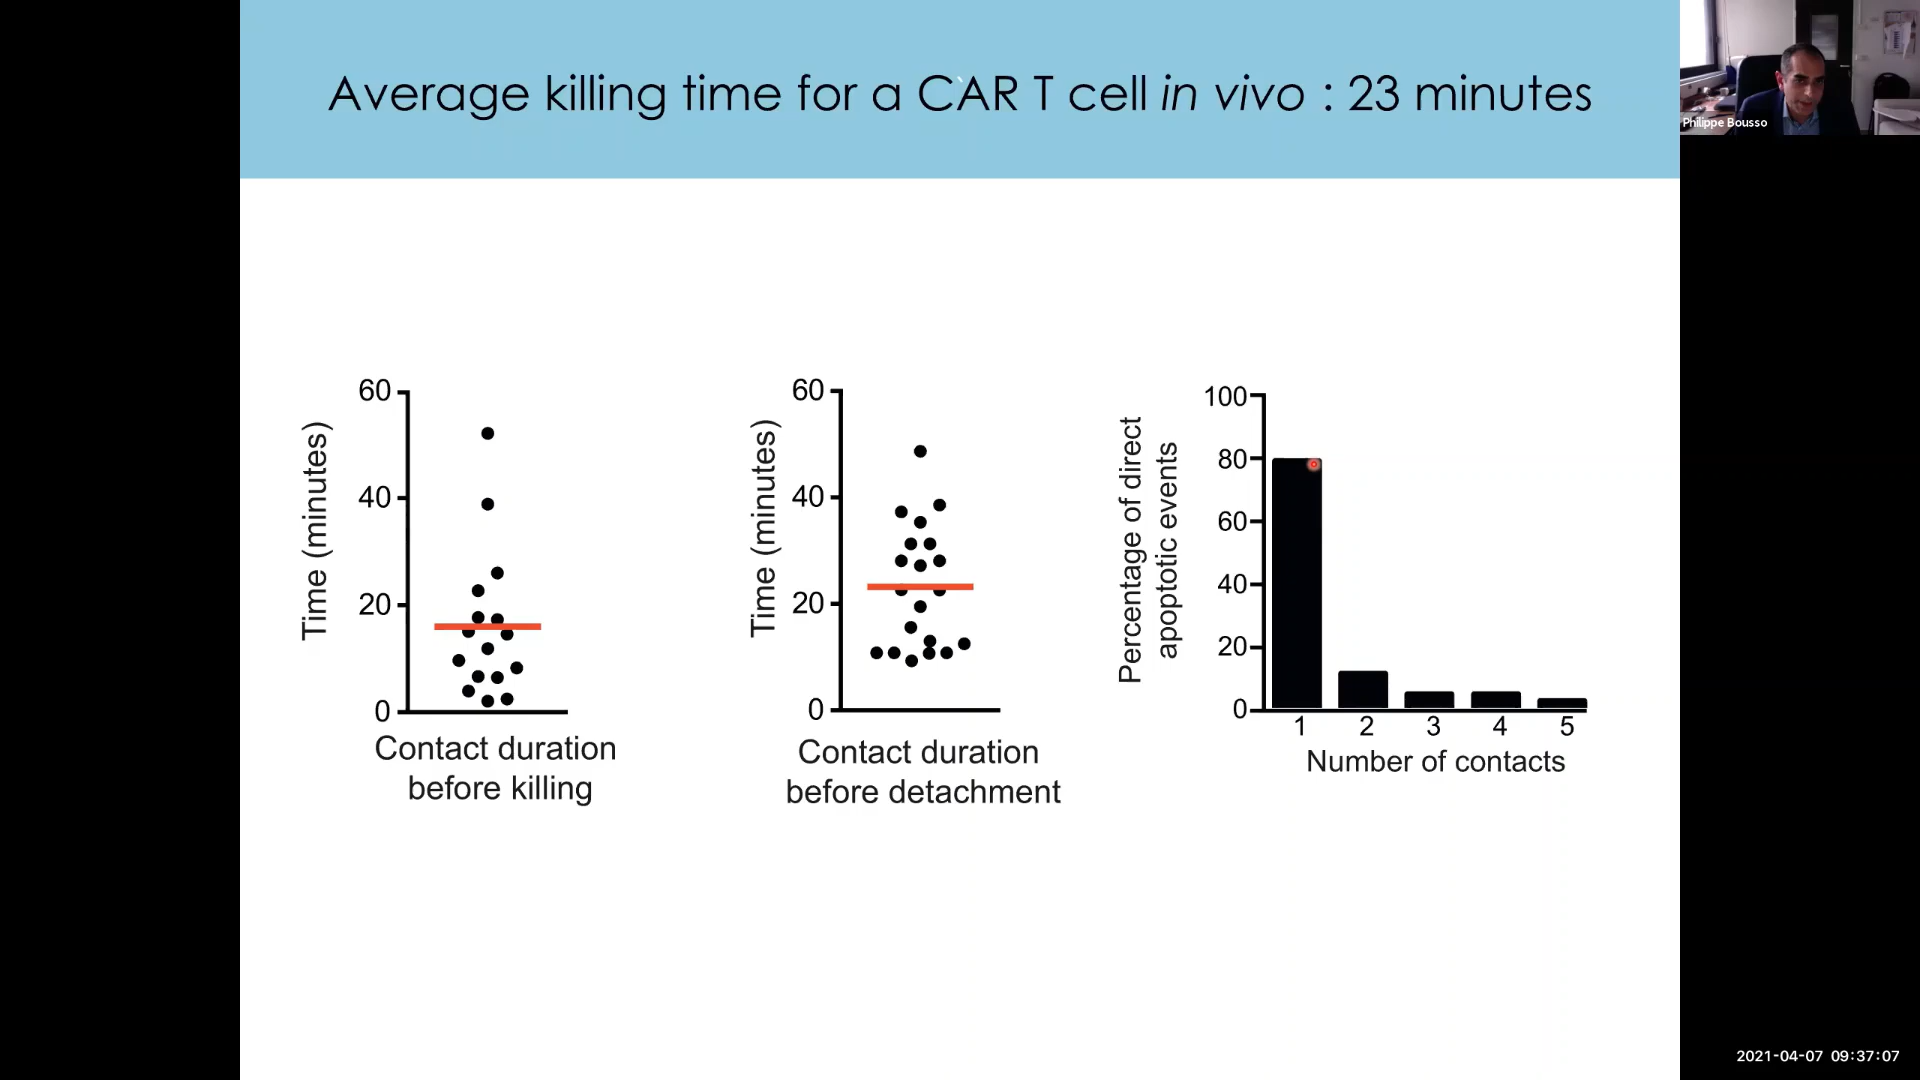 Average killing time for a CAR T cell in vivo : 23 minutes
Philippe Bousso
60
40
20
0
Time (minutes)
Contact duration
before killing
60
40
20
0
Time (minutes)
Contact duration
before detachment
100
80
60
40
20
0
Percentage of direct
apoptotic events
1 2 3 4 5
Number of contacts
2021-04-07 09:37:07